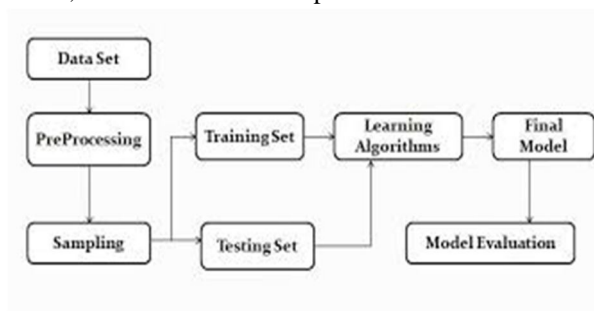 Data Set
PreProcessing
Sampling
Training Set
Testing Set
Learning
Algorithms
Final
Model
Model Evaluation